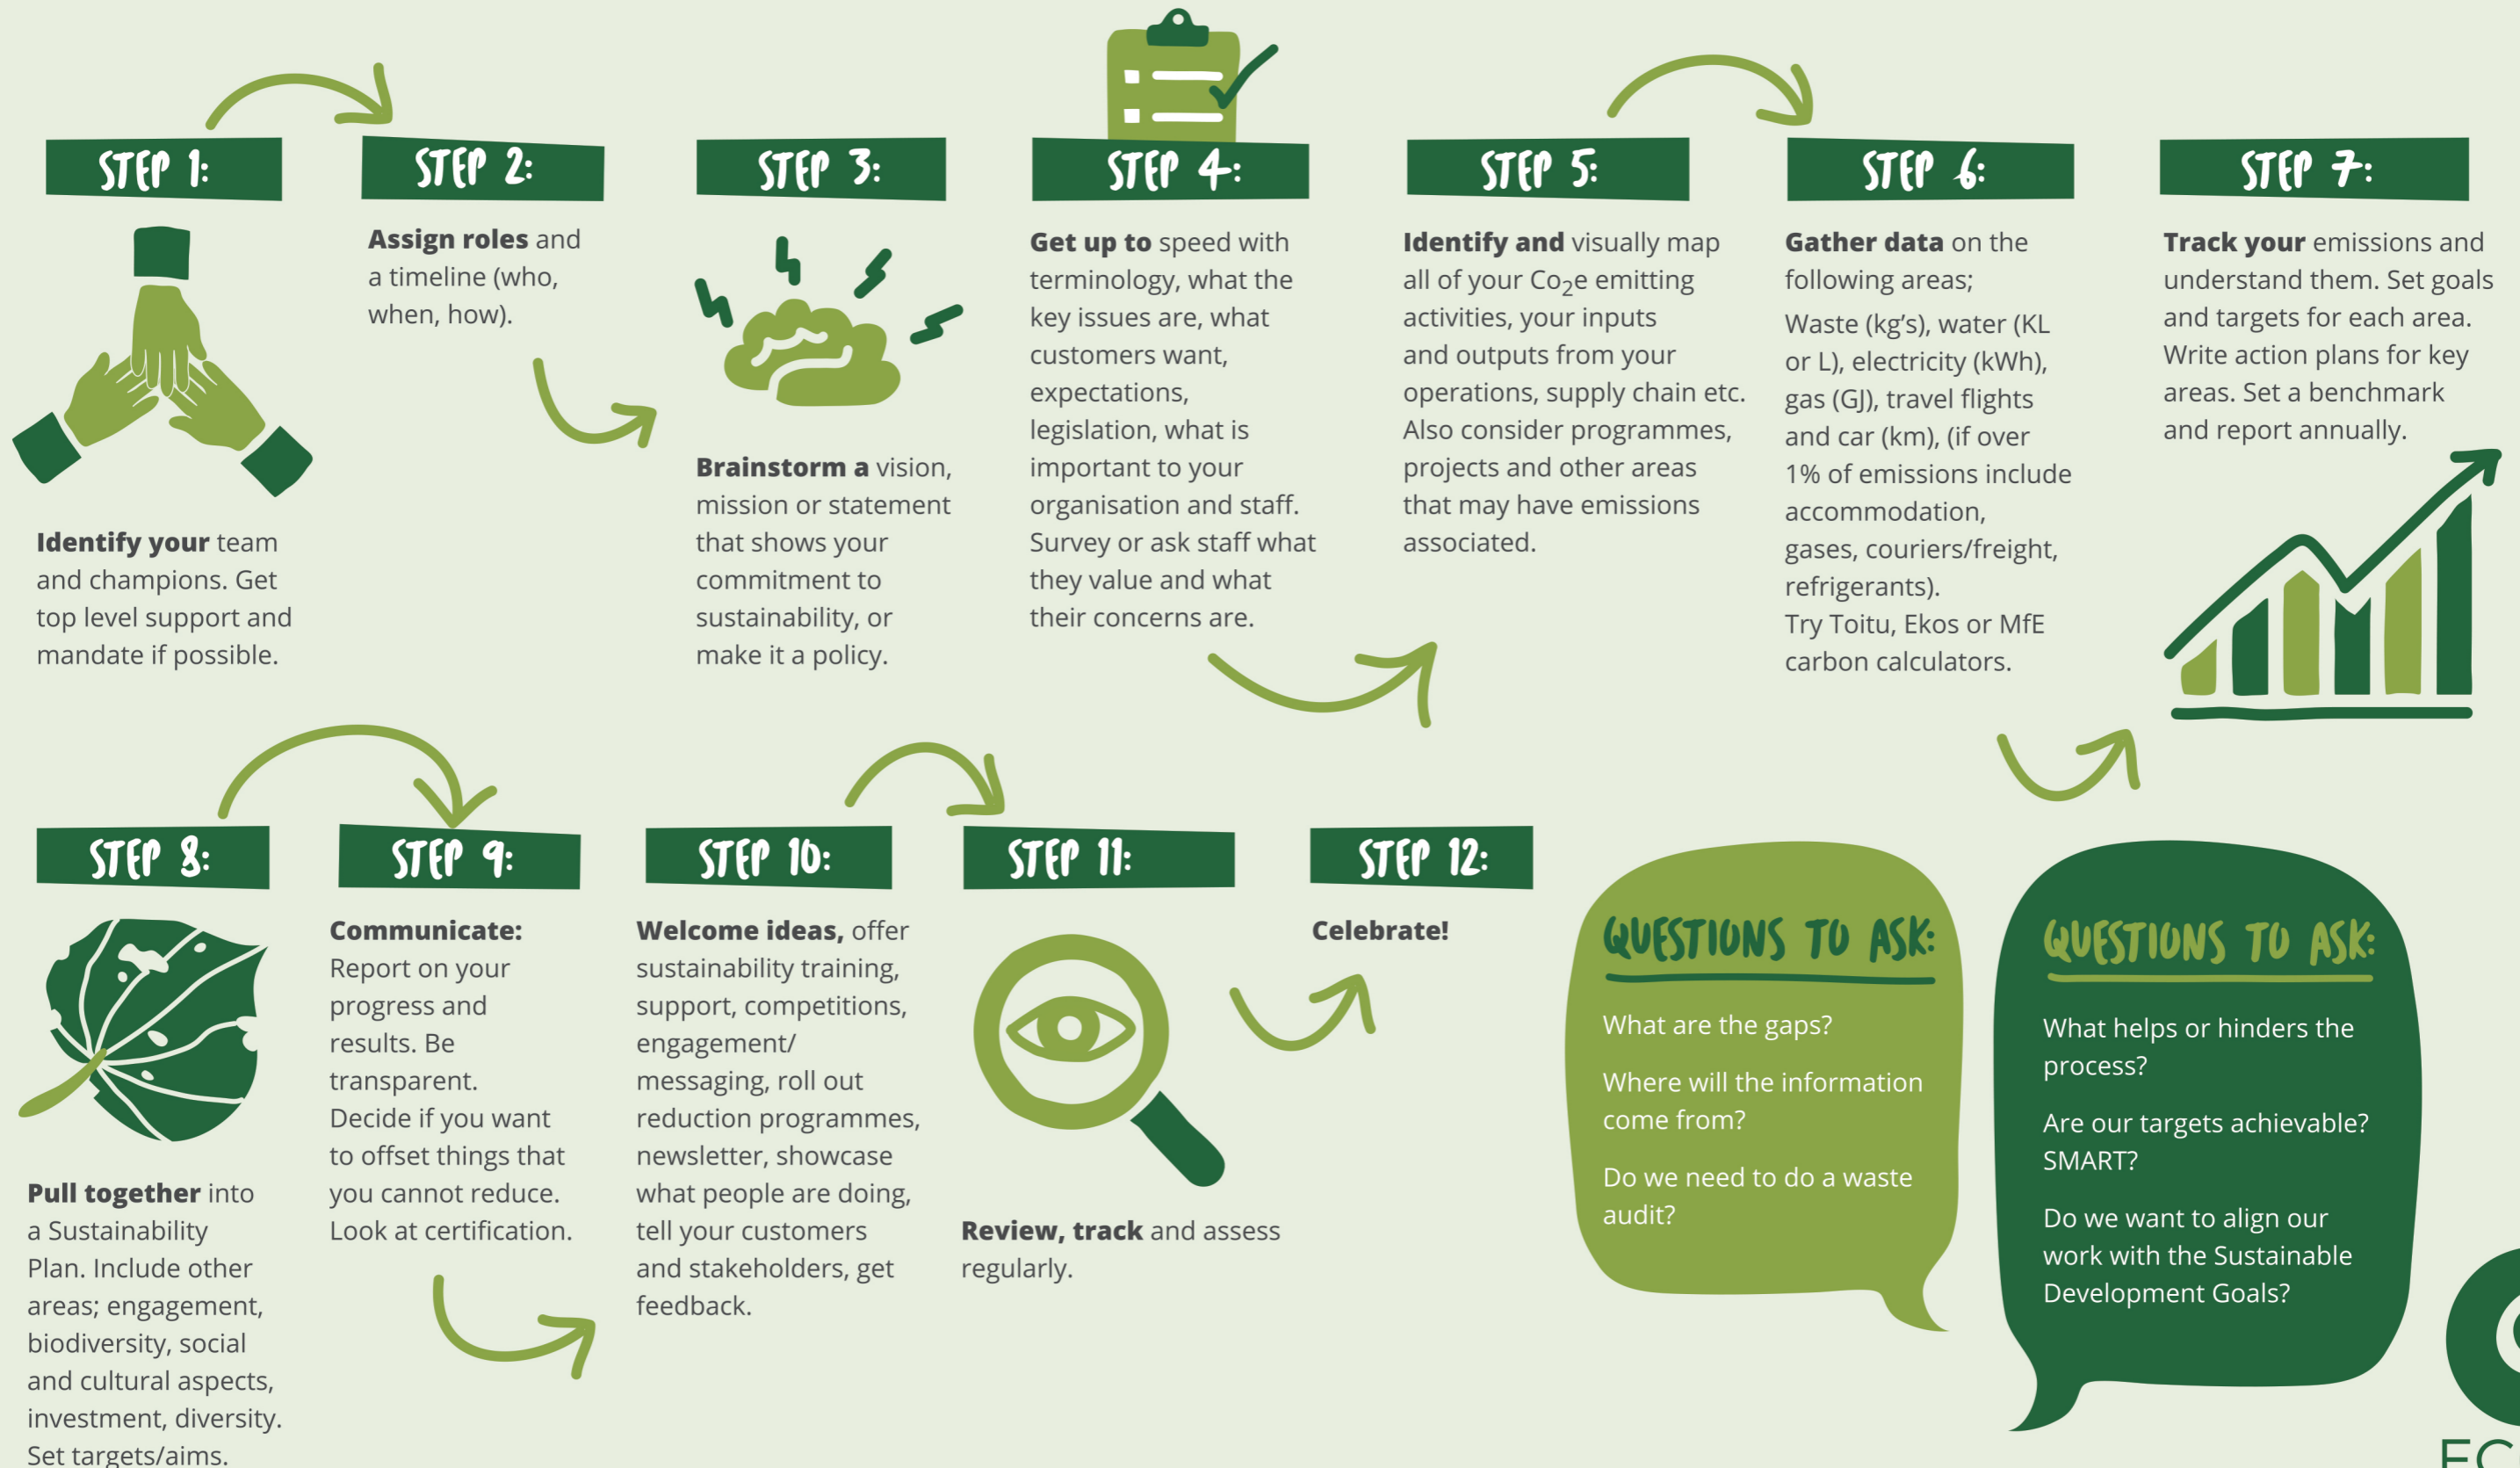 STEP 1:
Identify your team
and champions. Get
top level support and
mandate if possible.
STEP 2:
Assign roles and
a timeline (who,
when, how).
STEP 3:
Brainstorm a vision,
mission or statement
that shows your
commitment to
sustainability, or
make it a policy.
STEP 4:
Get up to speed with
terminology, what the
key issues are, what
customers want,
expectations,
legislation, what is
important to your
organisation and staff.
Survey or ask staff what
they value and what
their concerns are.
STEP 5:
Identify and visually map
all of your Co₂e emitting
activities, your inputs
and outputs from your
operations, supply chain etc.
Also consider programmes,
projects and other areas
that may have emissions
associated.
STEP 6:
Gather data on the
following areas;
Waste (kg’s), water (KL
or L), electricity (kWh),
gas (GJ), travel flights
and car (km), (if over
1% of emissions include
accommodation,
gases, couriers/freight,
refrigerants).
Try Toitu, Ekos or MfE
carbon calculators.
STEP 7:
Track your emissions and
understand them. Set goals
and targets for each area.
Write action plans for key
areas. Set a benchmark
and report annually.
STEP 8:
Pull together into
a Sustainability
Plan. Include other
areas; engagement,
biodiversity, social
and cultural aspects,
investment, diversity.
Set targets/aims.
STEP 9:
Communicate:
Report on your
progress and
results. Be
transparent.
Decide if you want
to offset things that
you cannot reduce.
Look at certification.
STEP 10:
Welcome ideas, offer
sustainability training,
support, competitions,
engagement/
messaging, roll out
reduction programmes,
newsletter, showcase
what people are doing,
tell your customers
and stakeholders, get
feedback.
STEP 11:
Review, track and assess
regularly.
STEP 12:
Celebrate!
QUESTIONS TO ASK:
What are the gaps?
Where will the information
come from?
Do we need to do a waste
audit?
QUESTIONS TO ASK:
What helps or hinders the
process?
Are our targets achievable?
SMART?
Do we want to align our
work with the Sustainable
Development Goals?